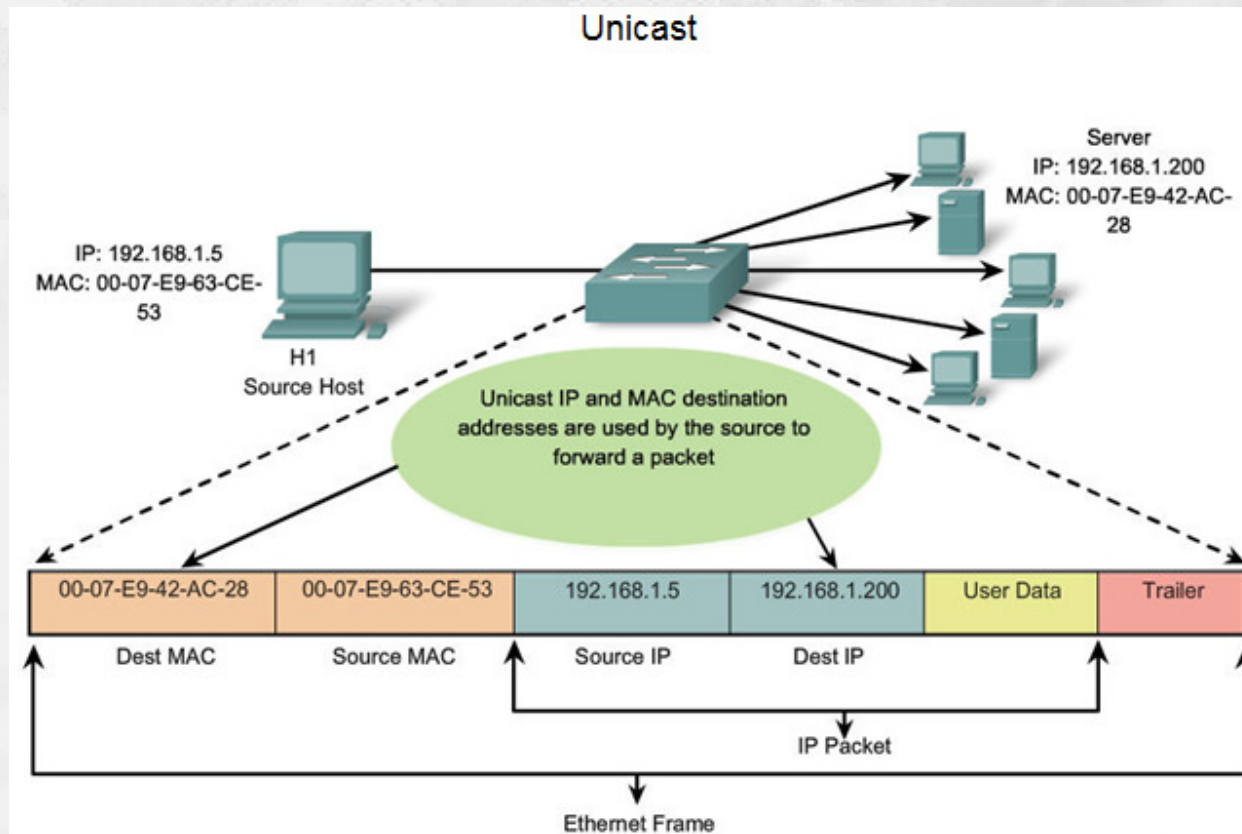 Unicast
Server
IP: 192.168.1.200
MAC: 00-07-E9-42-AC-
28
IP: 192.168.1.5
MAC: 00-07-E9-63-CE-
53
H1
Source Host
Unicast IP and MAC destination
addresses are used by the source to
forward a packet
00-07-E9-42-AC-28 00-07-E9-63-CE-53 192.168.1.5 192.168.1.200 User Data Trailer
Dest MAC Source MAC Source IP Dest IP
IP Packet
Ethernet Frame